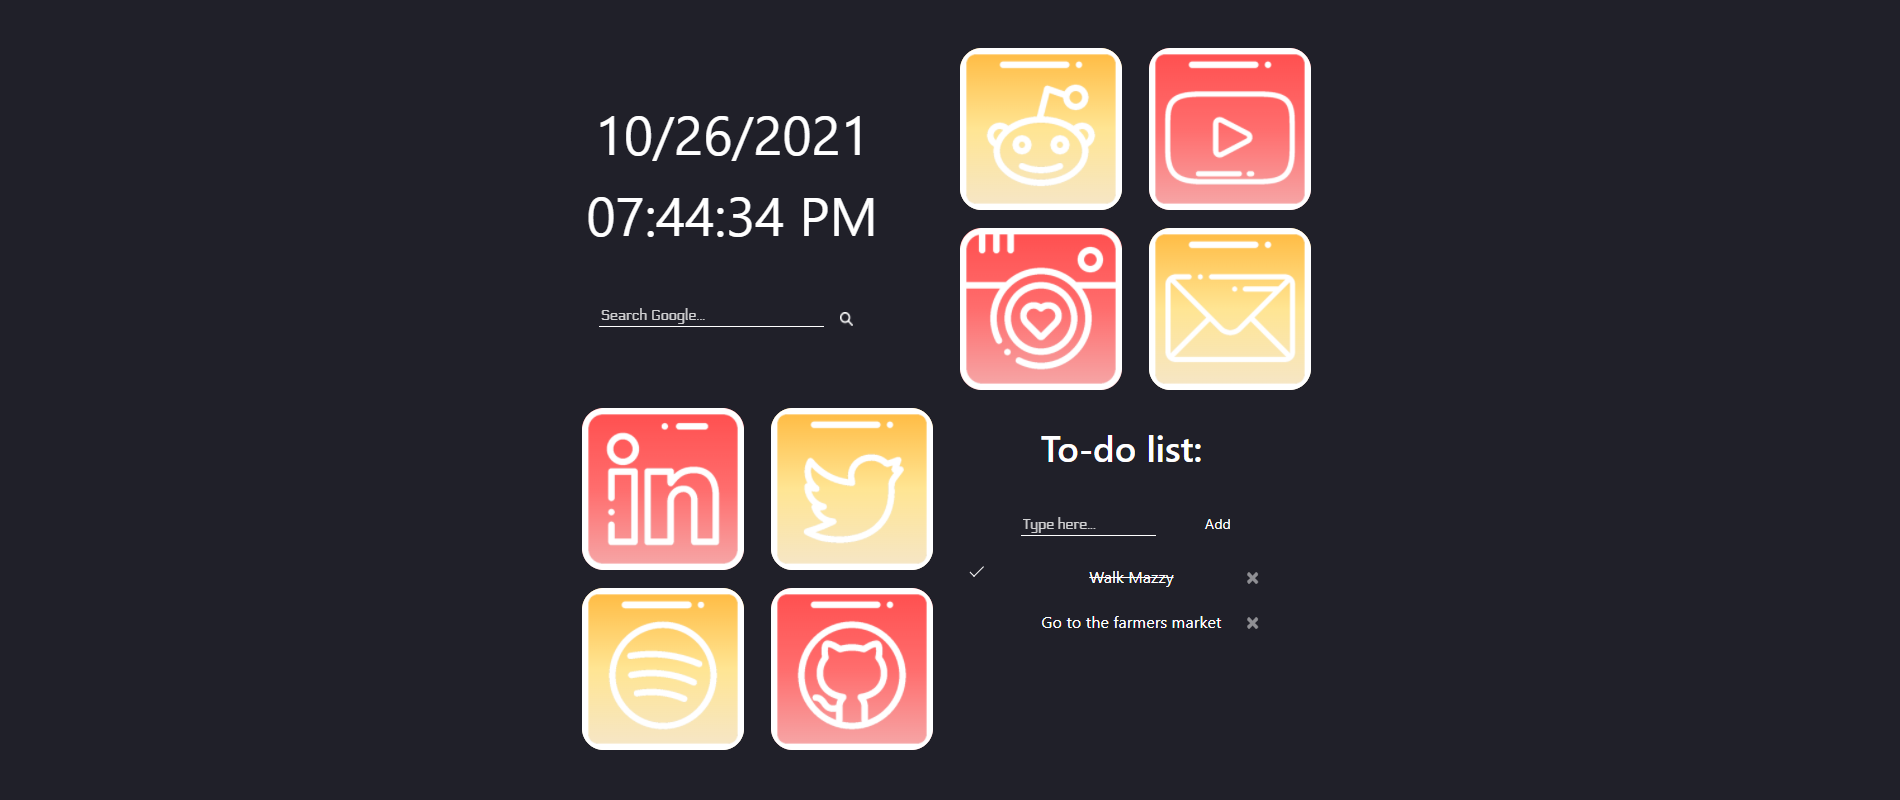 10/26/2021
07:44:34 PM
Search Google...
in
To-do list:
Type here...
Add
Walk Mazzy
Go to the farmers market